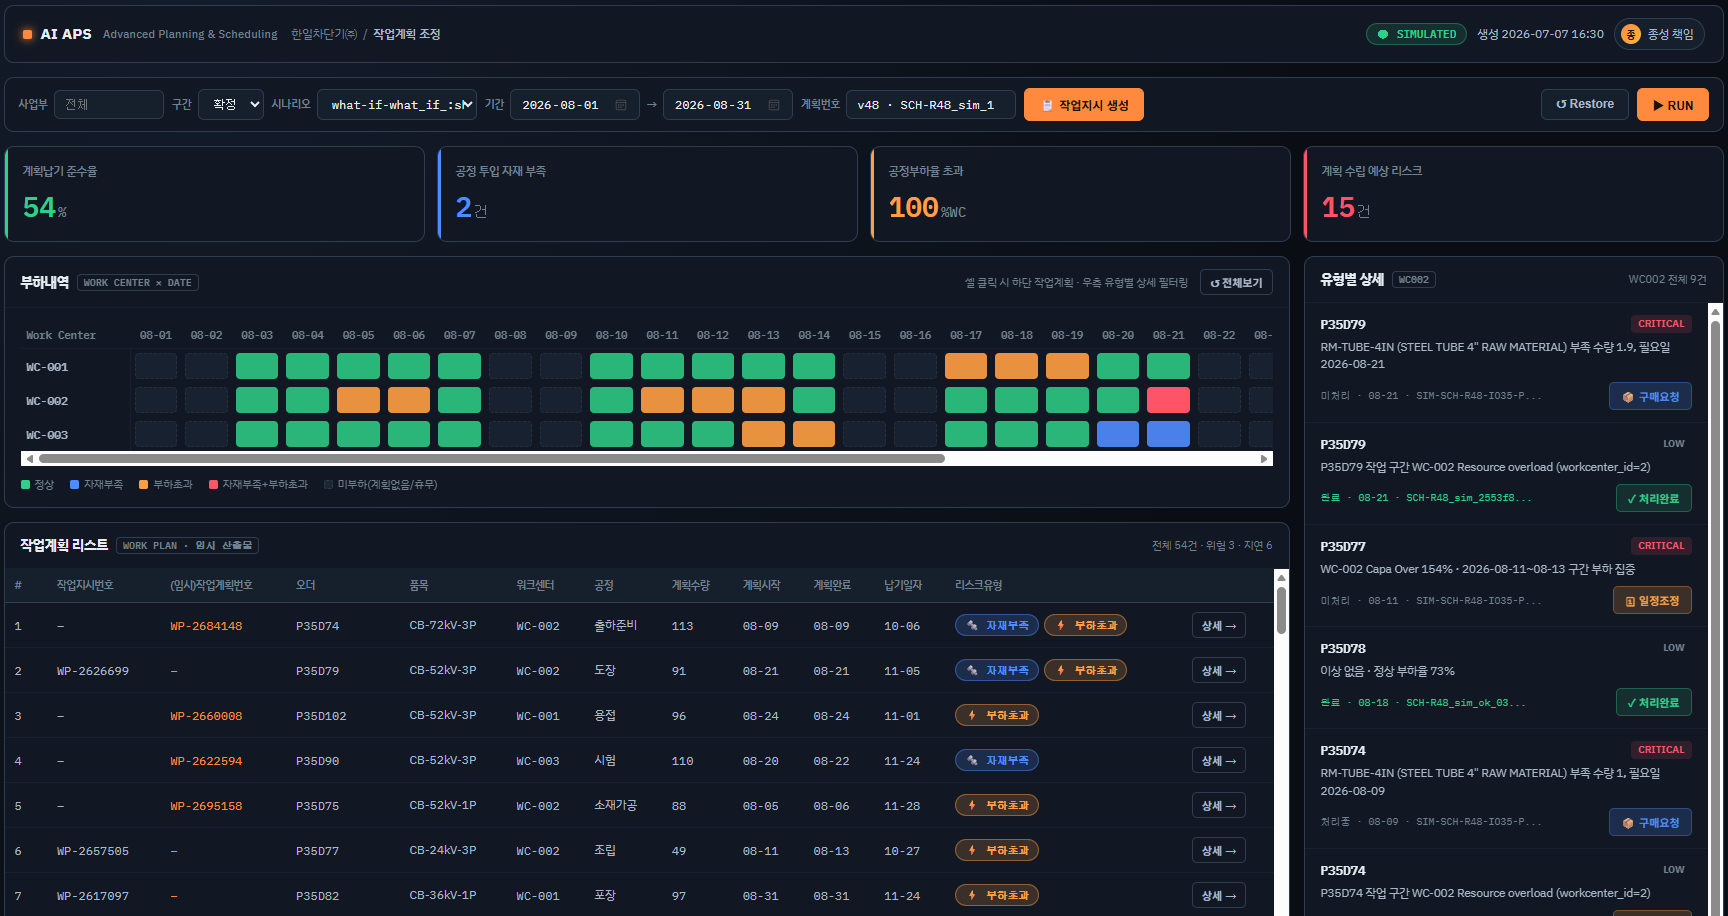 AI APS Advanced Planning & Scheduling 한일차단기㈜ / 작업계획 조정 SIMULATED 생성 2026-07-07 16:30 종 종성 책임
사업부 전체 구간 확정 시나리오 what-if-what_if_:sh 기간 2026-08-01 → 2026-08-31 계획번호 v48 · SCH-R48_sim_1 작업지시 생성 ↺ Restore ▶ RUN
계획납기 준수율
54%
공정 투입 자재 부족
2건
공정부하율 초과
100%WC
계획 수립 예상 리스크
15건
부하내역 WORK CENTER × DATE 셀 클릭 시 하단 작업계획 · 우측 유형별 상세 필터링 ↺ 전체보기
Work Center 08-01 08-02 08-03 08-04 08-05 08-06 08-07 08-08 08-09 08-10 08-11 08-12 08-13 08-14 08-15 08-16 08-17 08-18 08-19 08-20 08-21 08-22 08-
WC-001
WC-002
WC-003
정상 자재부족 부하초과 자재부족+부하초과 미부하(계획없음/휴무)
작업계획 리스트 WORK PLAN · 임시 산출물 전체 54건 · 위험 3 · 지연 6
# 작업지시번호 (임시)작업계획번호 오더 품목 워크센터 공정 계획수량 계획시작 계획완료 납기일자 리스크유형
1 – WP-2684148 P35D74 CB-72kV-3P WC-002 출하준비 113 08-09 08-09 10-06 자재부족 부하초과 상세 →
2 WP-2626699 – P35D79 CB-52kV-3P WC-002 도장 91 08-21 08-21 11-05 자재부족 부하초과 상세 →
3 – WP-2660008 P35D102 CB-52kV-3P WC-001 용접 96 08-24 08-24 11-01 부하초과 상세 →
4 – WP-2622594 P35D90 CB-52kV-3P WC-003 시험 110 08-20 08-22 11-24 자재부족 상세 →
5 – WP-2695158 P35D75 CB-52kV-1P WC-002 소재가공 88 08-05 08-06 11-28 부하초과 상세 →
6 WP-2657505 – P35D77 CB-24kV-3P WC-002 조립 49 08-11 08-13 10-27 부하초과 상세 →
7 WP-2617097 – P35D82 CB-36kV-1P WC-001 포장 97 08-31 08-31 11-24 부하초과 상세 →
유형별 상세 WC002 WC002 전체 9건
P35D79 CRITICAL
RM-TUBE-4IN (STEEL TUBE 4" RAW MATERIAL) 부족 수량 1.9, 필요일
2026-08-21
미처리 · 08-21 · SIM-SCH-R48-IO35-P... 구매요청
P35D79 LOW
P35D79 작업 구간 WC-002 Resource overload (workcenter_id=2)
완료 · 08-21 · SCH-R48_sim_2553f8... ✓ 처리완료
P35D77 CRITICAL
WC-002 Capa Over 154% · 2026-08-11~08-13 구간 부하 집중
미처리 · 08-11 · SIM-SCH-R48-IO35-P... 일정조정
P35D78 LOW
이상 없음 · 정상 부하율 73%
완료 · 08-18 · SCH-R48_sim_ok_03... ✓ 처리완료
P35D74 CRITICAL
RM-TUBE-4IN (STEEL TUBE 4" RAW MATERIAL) 부족 수량 1, 필요일
2026-08-09
처리중 · 08-09 · SIM-SCH-R48-IO35-P... 구매요청
P35D74 LOW
P35D74 작업 구간 WC-002 Resource overload (workcenter_id=2)